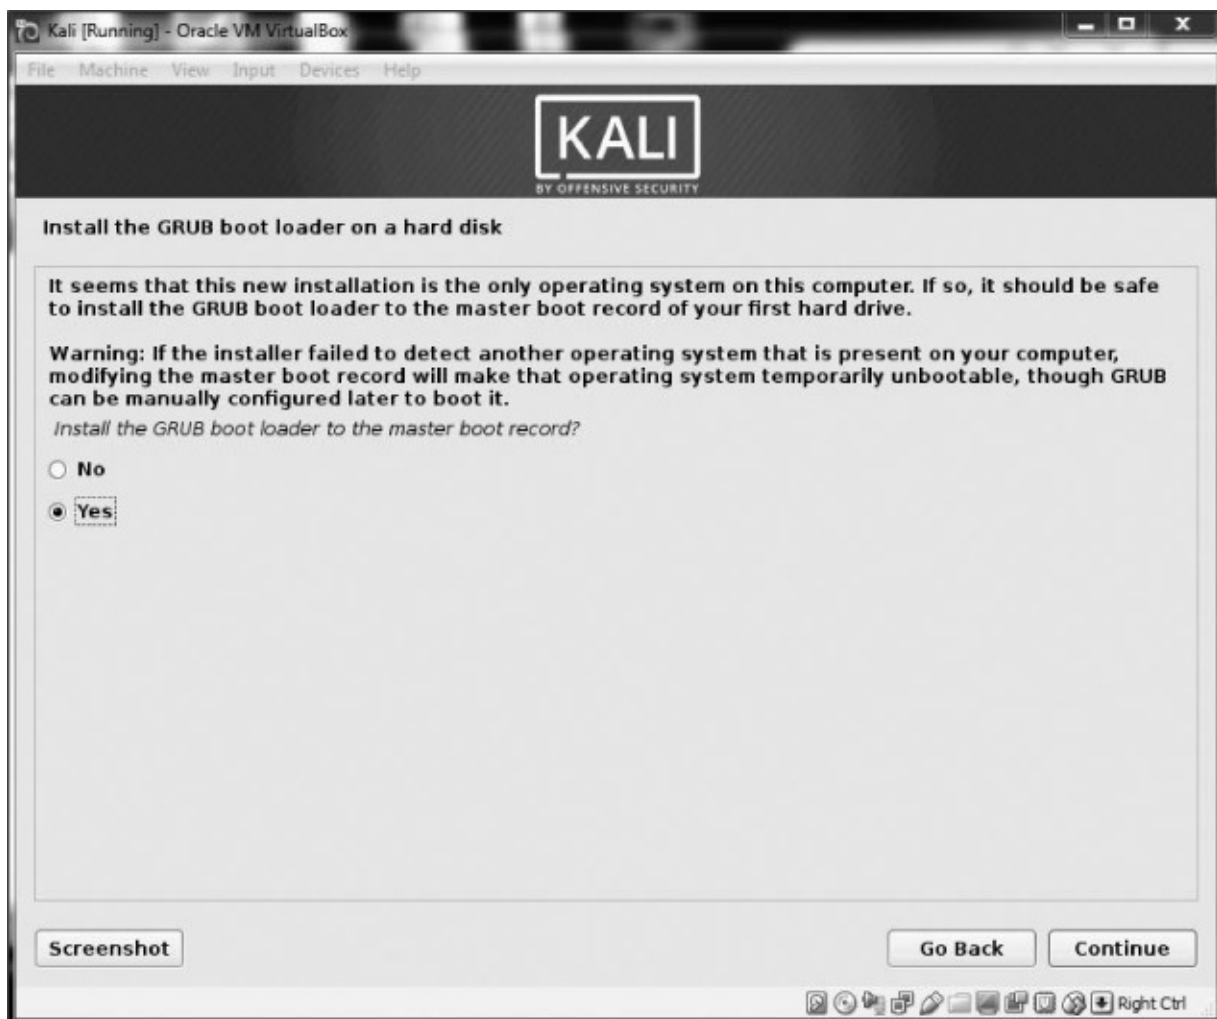 Kali [Running] - Oracle VM VirtualBox
File Machine View Input Devices Help
KALI
BY OFFENSIVE SECURITY
Install the GRUB boot loader on a hard disk
It seems that this new installation is the only operating system on this computer. If so, it should be safe
to install the GRUB boot loader to the master boot record of your first hard drive.
Warning: If the installer failed to detect another operating system that is present on your computer,
modifying the master boot record will make that operating system temporarily unbootable, though GRUB
can be manually configured later to boot it.
Install the GRUB boot loader to the master boot record?
No
Yes
Screenshot
Go Back
Continue
Right Ctrl